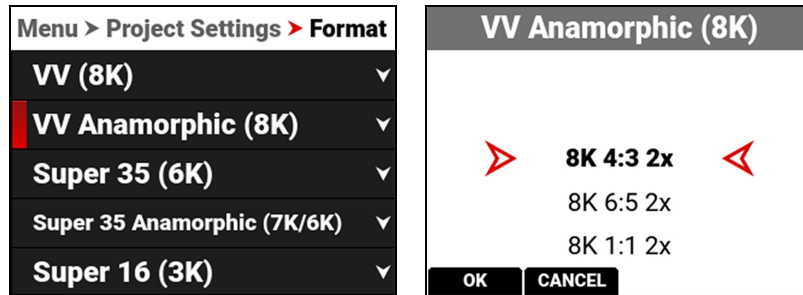 Menu > Project Settings > Format
VV (8K)
VV Anamorphic (8K)
Super 35 (6K)
Super 35 Anamorphic (7K/6K)
Super 16 (3K)
VV Anamorphic (8K)
8K 4:3 2x
8K 6:5 2x
8K 1:1 2x
OK CANCEL